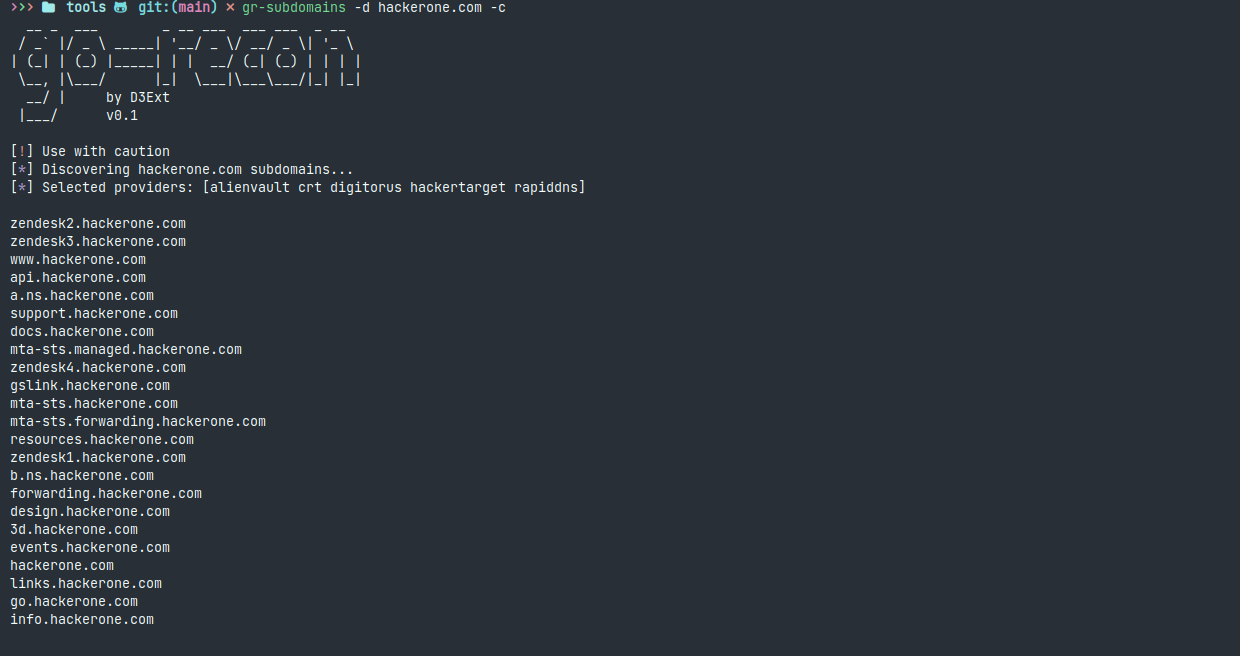 >>> tools git:(main) × gr-subdomains -d hackerone.com -c
   __ _  ___        _ __ ___  ___ ___  _ __
 / _` |/ _ \ _____| '__/ _ \/ __/ _ \| '_ \
| (_| | (_) |_____| | |  __/ (_| (_) | | | |
 \__, |\___/      |_|  \___|\___\___/|_| |_|
  __/ |     by D3Ext
 |___/      v0.1
[!] Use with caution
[*] Discovering hackerone.com subdomains...
[*] Selected providers: [alienvault crt digitorus hackertarget rapiddns]
zendesk2.hackerone.com
zendesk3.hackerone.com
www.hackerone.com
api.hackerone.com
a.ns.hackerone.com
support.hackerone.com
docs.hackerone.com
mta-sts.managed.hackerone.com
zendesk4.hackerone.com
gslink.hackerone.com
mta-sts.hackerone.com
mta-sts.forwarding.hackerone.com
resources.hackerone.com
zendesk1.hackerone.com
b.ns.hackerone.com
forwarding.hackerone.com
design.hackerone.com
3d.hackerone.com
events.hackerone.com
hackerone.com
links.hackerone.com
go.hackerone.com
info.hackerone.com